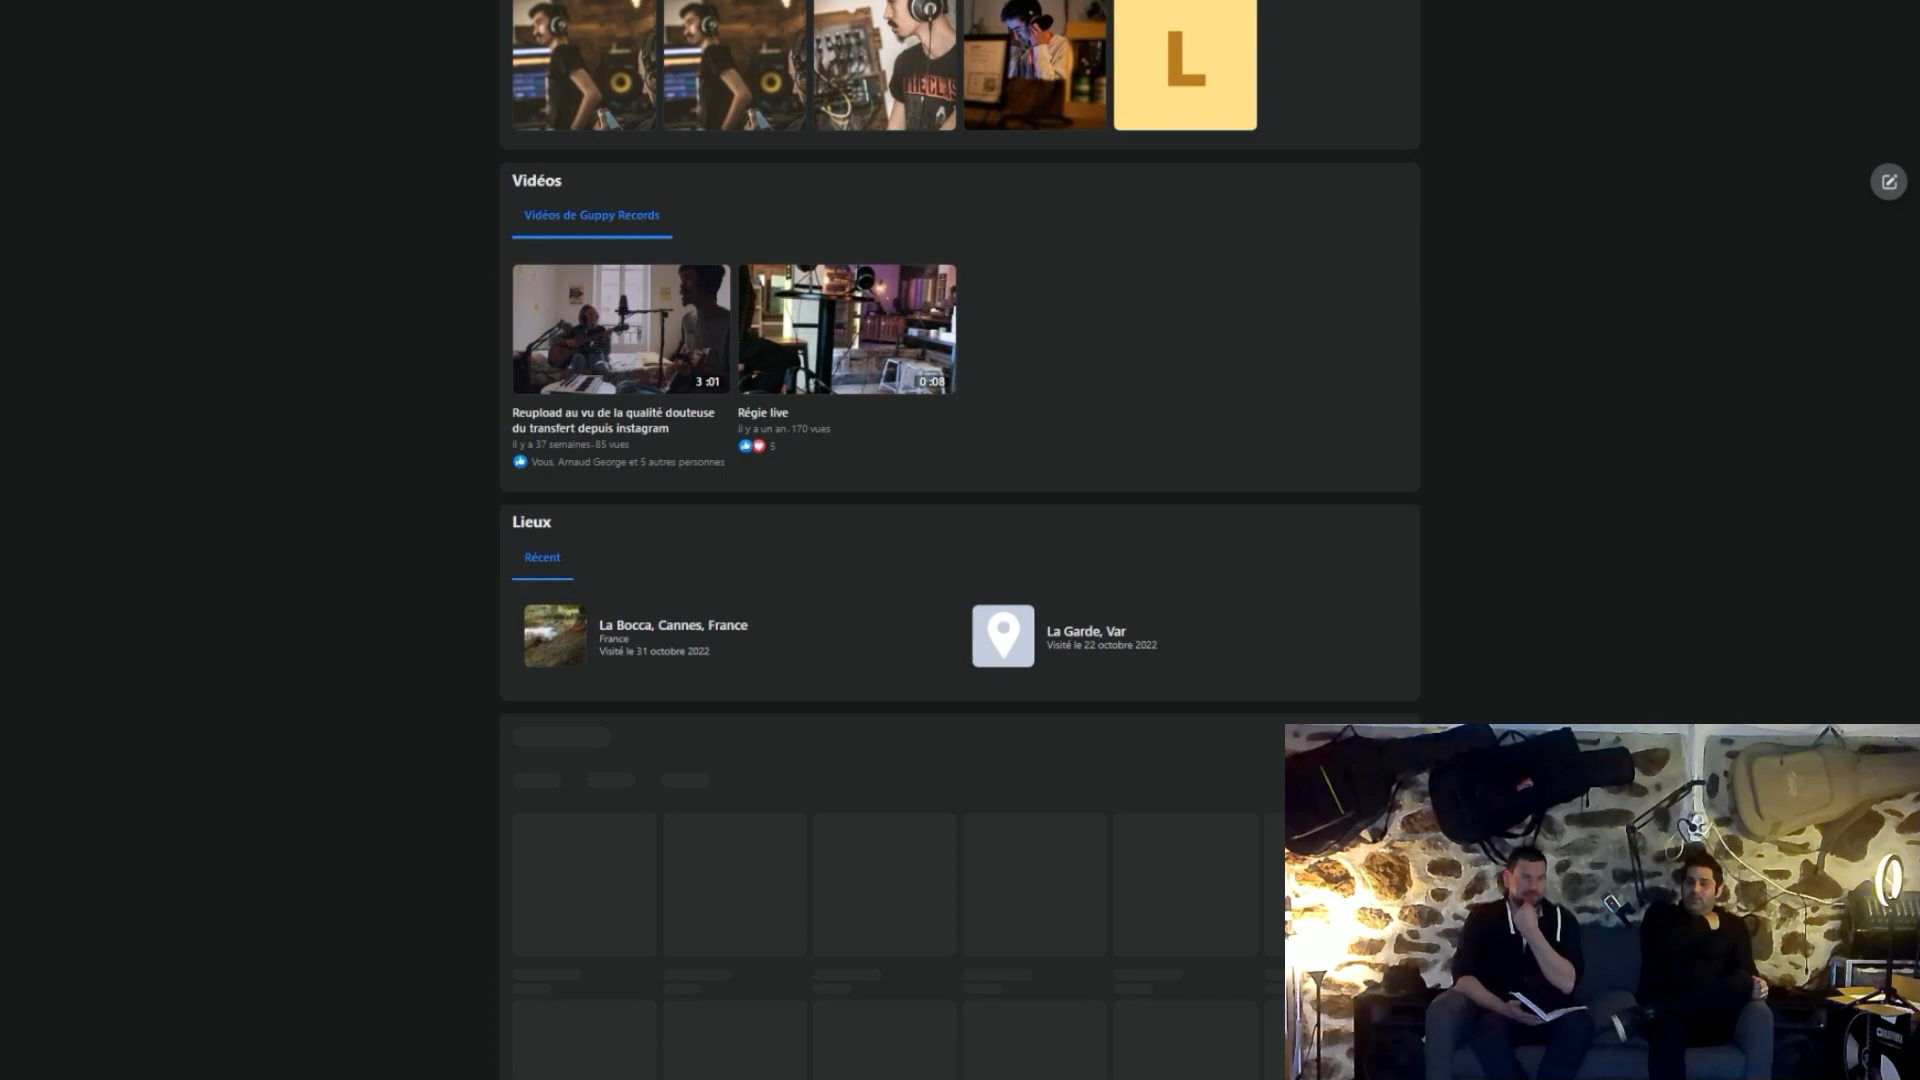 L
THE CLAS
Vidéos
Vidéos de Guppy Records
3:01
0:08
Reupload au vu de la qualité douteuse
du transfert depuis instagram
il y a 37 semaines · 85 vues
Vous, Arnaud George et 5 autres personnes
Régie live
il y a un an · 170 vues
5
Lieux
Récent
La Bocca, Cannes, France
France
Visité le 31 octobre 2022
La Garde, Var
Visité le 22 octobre 2022